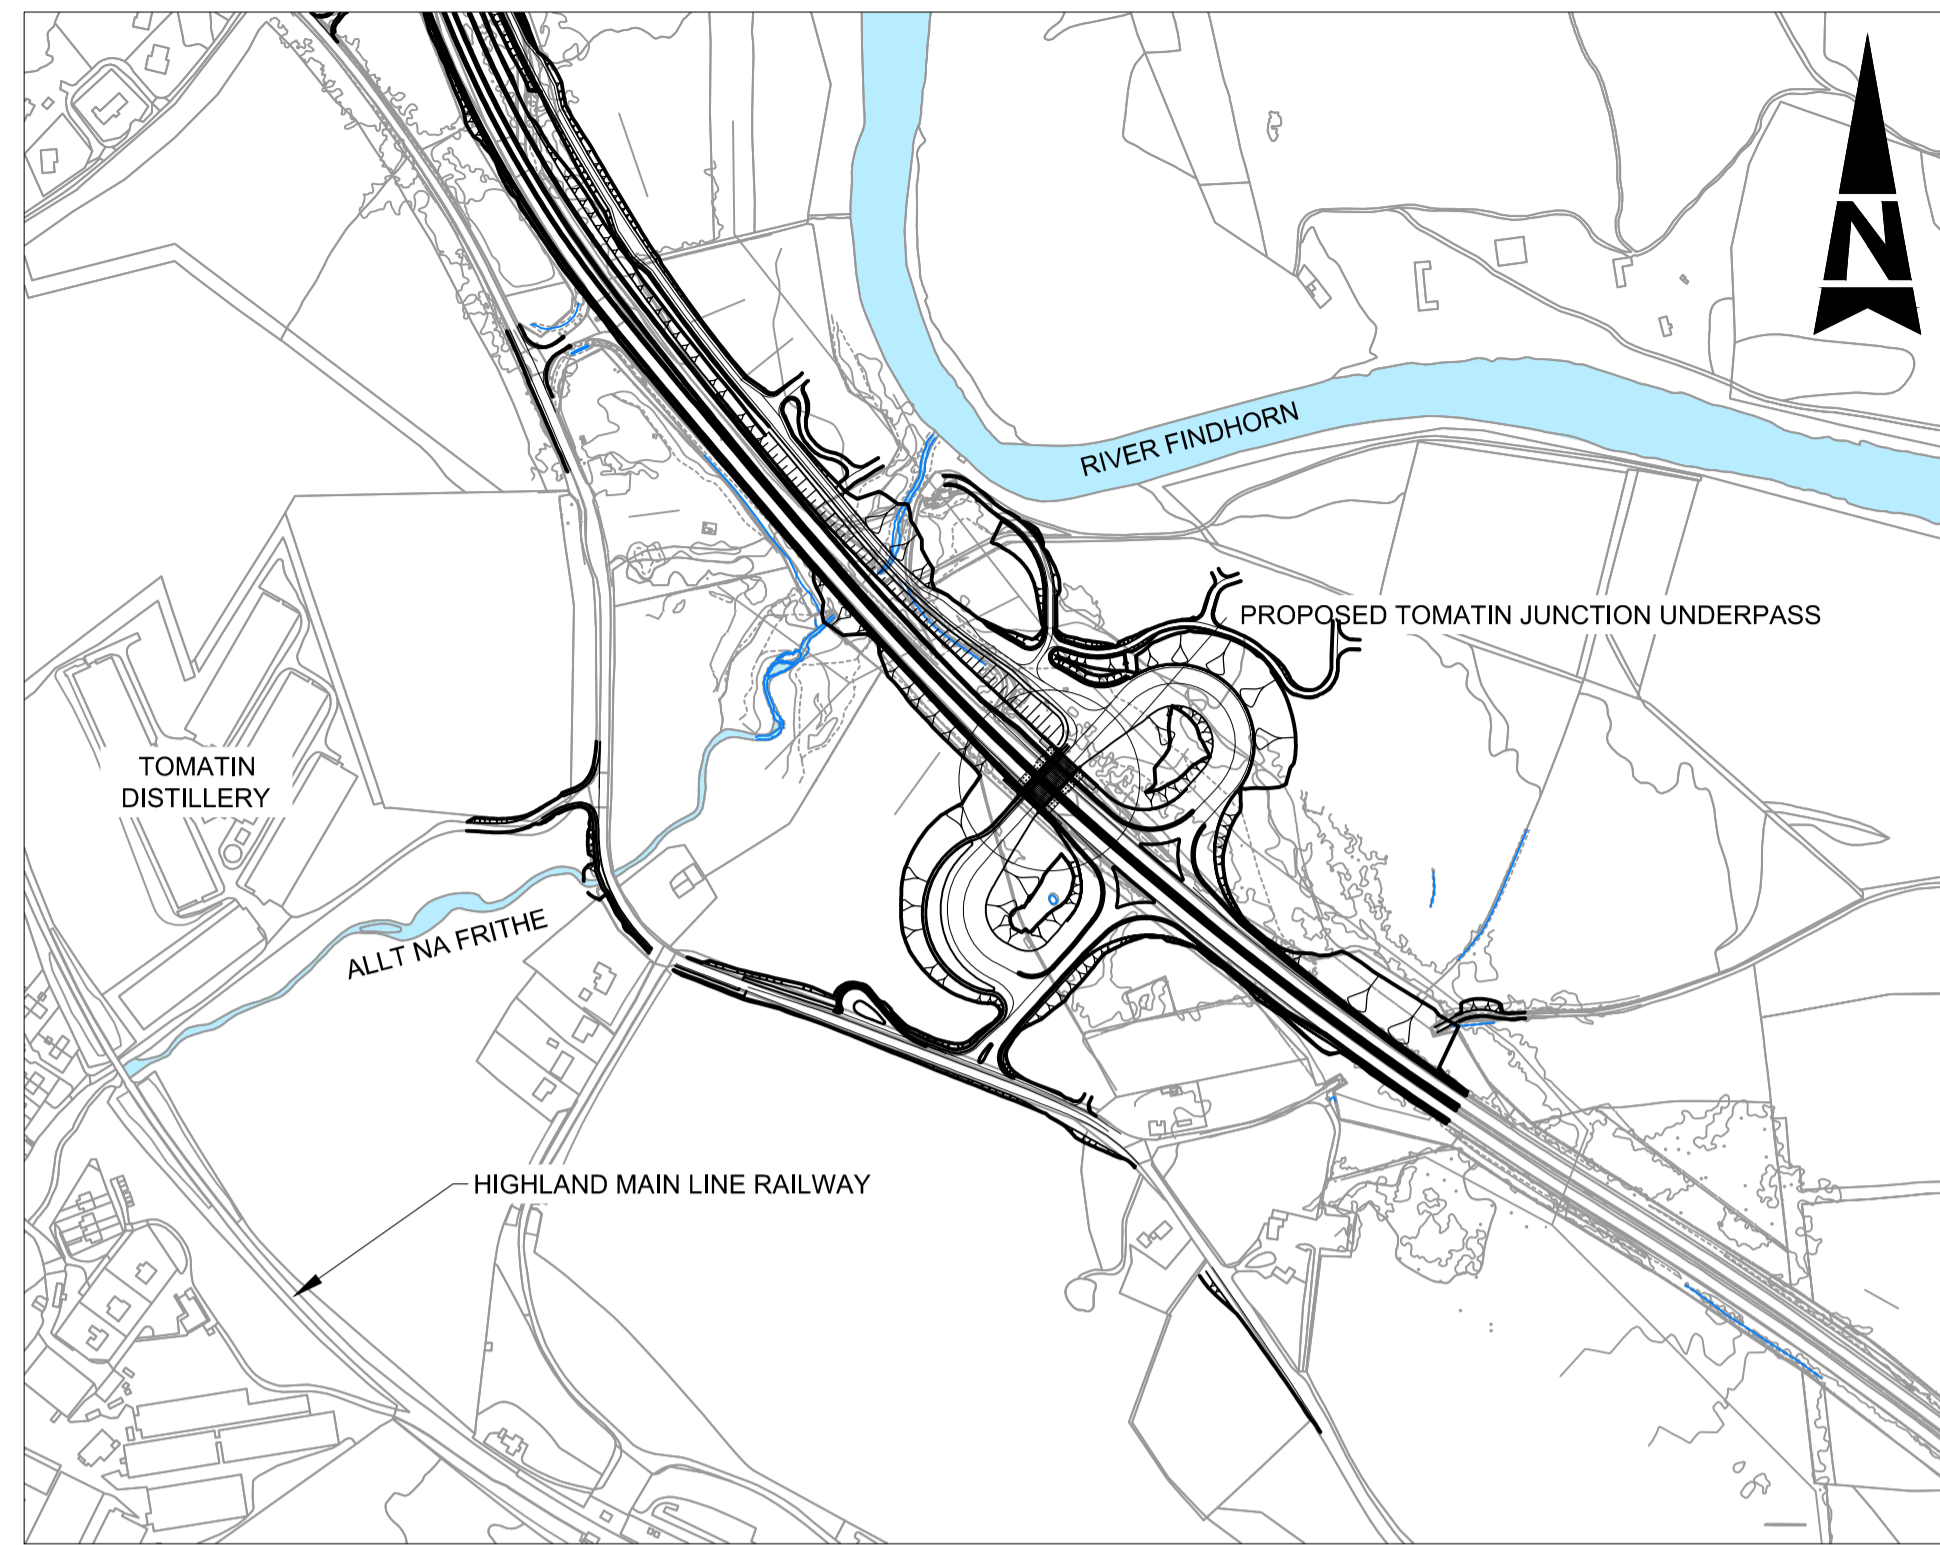 N
RIVER FINDHORN
PROPOSED TOMATIN JUNCTION UNDERPASS
TOMATIN
DISTILLERY
ALLT NA FRITHE
HIGHLAND MAIN LINE RAILWAY